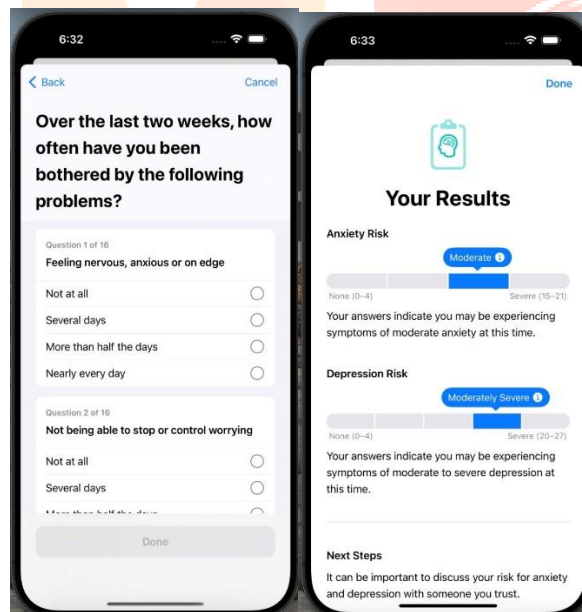 6:32
Back
Cancel
Over the last two weeks, how
often have you been
bothered by the following
problems?
Question 1 of 16
Feeling nervous, anxious or on edge
Not at all
Several days
More than half the days
Nearly every day
Question 2 of 16
Not being able to stop or control worrying
Not at all
Several days
More than half the days
Done
6:33
Done
Your Results
Anxiety Risk
Moderate
None (0–4)
Severe (15–21)
Your answers indicate you may be experiencing
symptoms of moderate anxiety at this time.
Depression Risk
Moderately Severe
None (0–4)
Severe (20–27)
Your answers indicate you may be experiencing
symptoms of moderate to severe depression at
this time.
Next Steps
It can be important to discuss your risk for anxiety
and depression with someone you trust.